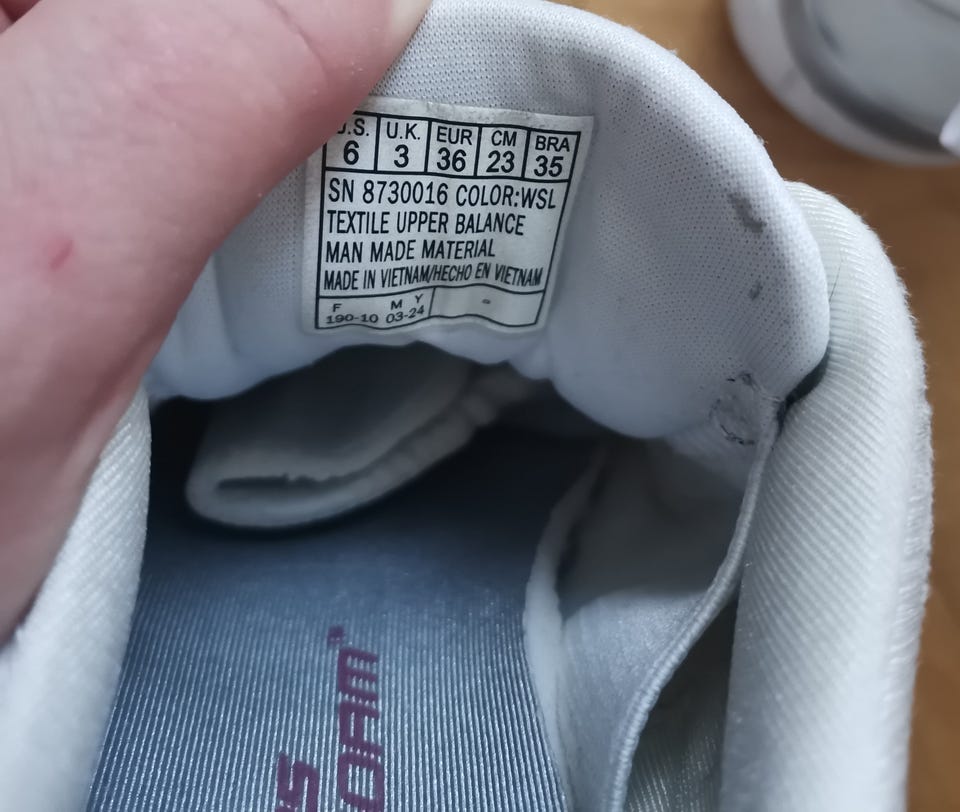 U.S. U.K. EUR CM BRA
6 3 36 23 35
SN 8730016 COLOR:WSL
TEXTILE UPPER BALANCE
MAN MADE MATERIAL
MADE IN VIETNAM/HECHO EN VIETNAM
F M Y
190-10 03-24